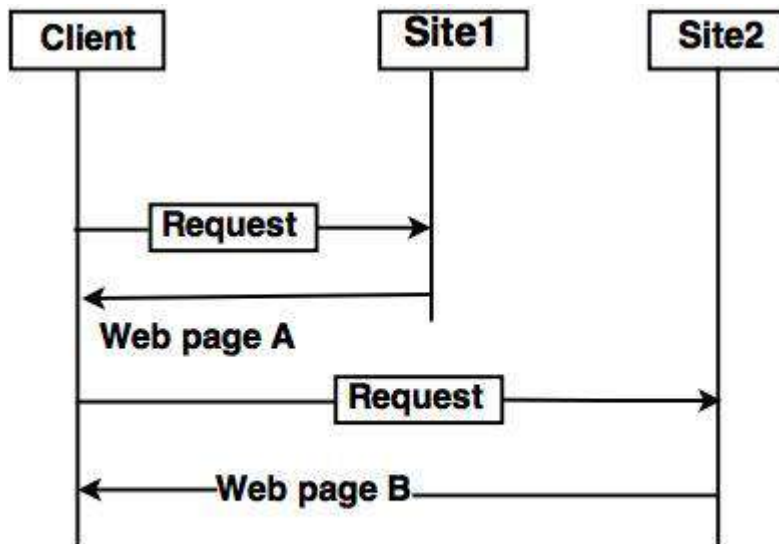 Client
Site1
Site2
Request
Web page A
Request
Web page B